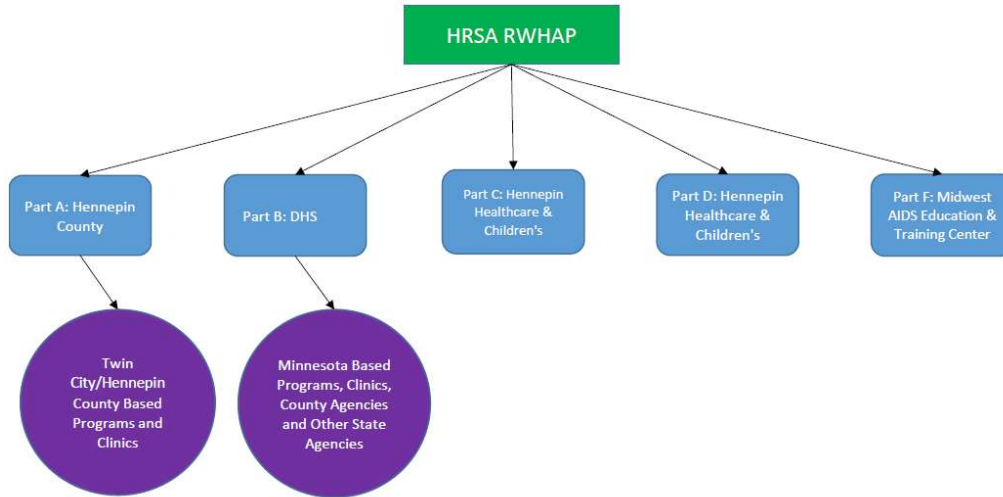 HRSA RWHAP
Part A: Hennepin
County
Part B: DHS
Part C: Hennepin
Healthcare &
Children's
Part D: Hennepin
Healthcare &
Children's
Part F: Midwest
AIDS Education &
Training Center
Twin
City/Hennepin
County Based
Programs and
Clinics
Minnesota Based
Programs, Clinics,
County Agencies
and Other State
Agencies